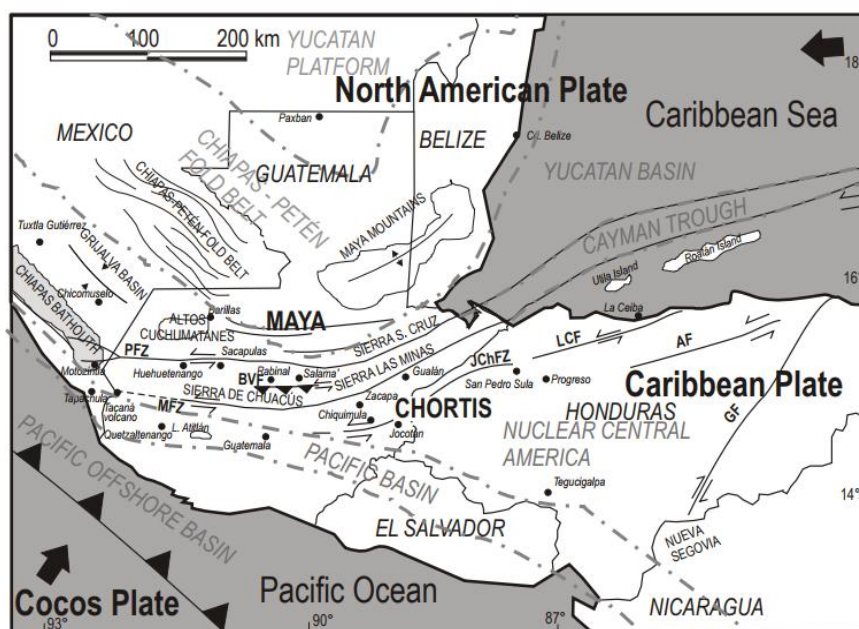 0 100 200 km
YUCATAN
PLATFORM
18
North American Plate
Caribbean Sea
Paxban
MEXICO
BELIZE
C/I. Belize
GUATEMALA
CHIAPAS - PETÉN
FOLD BELT
CHIAPAS-PETÉN FOLD BELT
YUCATAN BASIN
Tuxtla Gutiérrez
GRIJALVA BASIN
MAYA MOUNTAINS
CAYMAN TROUGH
Roatán Island
Utila Island
16
Chicomuselo
CHIAPAS BATHOLITH
Barillas
ALTOS
CUCHUMATANES
MAYA
La Ceiba
SIERRA S. CRUZ
LCF
AF
PFZ
Motozintla
Huehuetenango
Sacapulas
Rabinal
Salama'
BVF
SIERRA LAS MINAS
JChFZ
Gualán
San Pedro Sula
Progreso
Caribbean Plate
SIERRA DE CHUACÚS
Tapachula
Tacaná
volcano
MFZ
Zacapa
Chiquimula
CHORTIS
HONDURAS
GF
Quetzaltenango
L. Atitlán
Guatemala
Jocotán
NUCLEAR CENTRAL
AMERICA
PACIFIC BASIN
PACIFIC OFFSHORE BASIN
Tegucigalpa
14°
EL SALVADOR
NUEVA
SEGOVIA
Cocos Plate
Pacific Ocean
NICARAGUA
93°
90°
87°